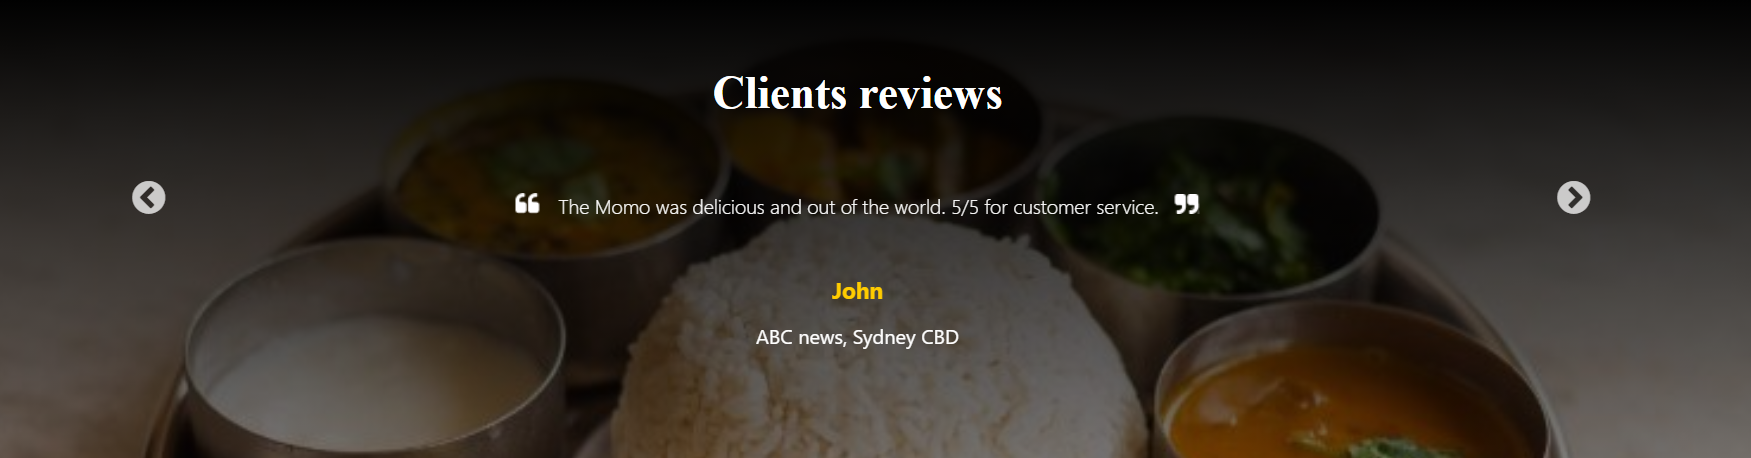 Clients reviews
“ The Momo was delicious and out of the world. 5/5 for customer service. ”
John
ABC news, Sydney CBD